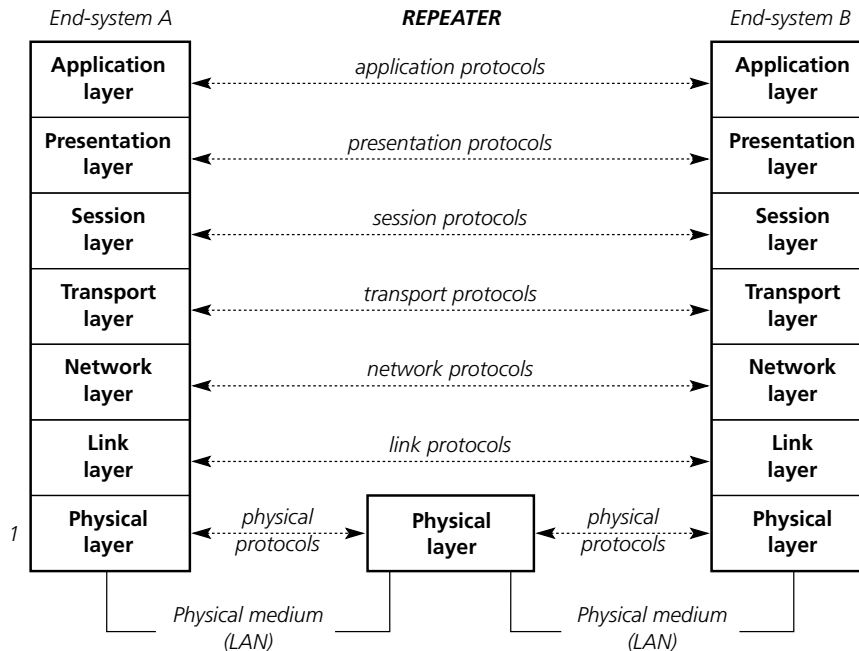 End-system A
REPEATER
End-system B
Application
layer
application protocols
Application
layer
Presentation
layer
presentation protocols
Presentation
layer
Session
layer
session protocols
Session
layer
Transport
layer
transport protocols
Transport
layer
Network
layer
network protocols
Network
layer
Link
layer
link protocols
Link
layer
1
Physical
layer
physical
protocols
Physical
layer
physical
protocols
Physical
layer
Physical medium
(LAN)
Physical medium
(LAN)